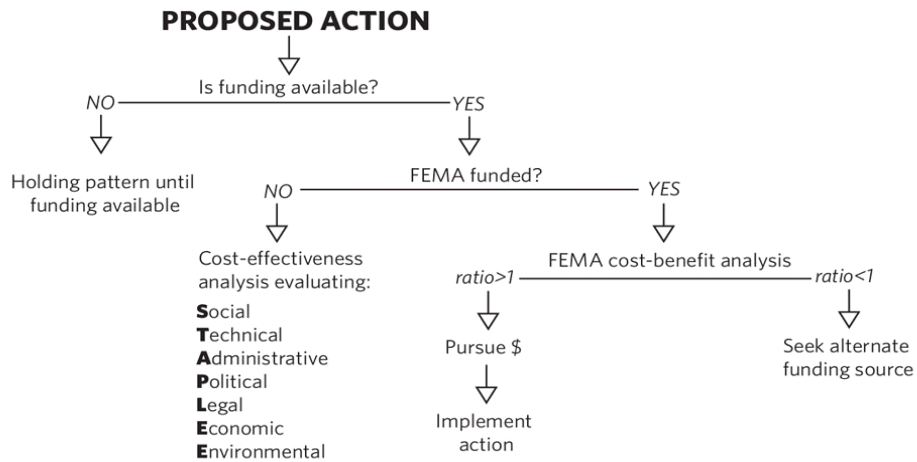 PROPOSED ACTION
Is funding available?
NO
YES
Holding pattern until
funding available
FEMA funded?
NO
YES
Cost-effectiveness
analysis evaluating:
Social
Technical
Administrative
Political
Legal
Economic
Environmental
FEMA cost-benefit analysis
ratio>1
ratio<1
Pursue $
Implement
action
Seek alternate
funding source